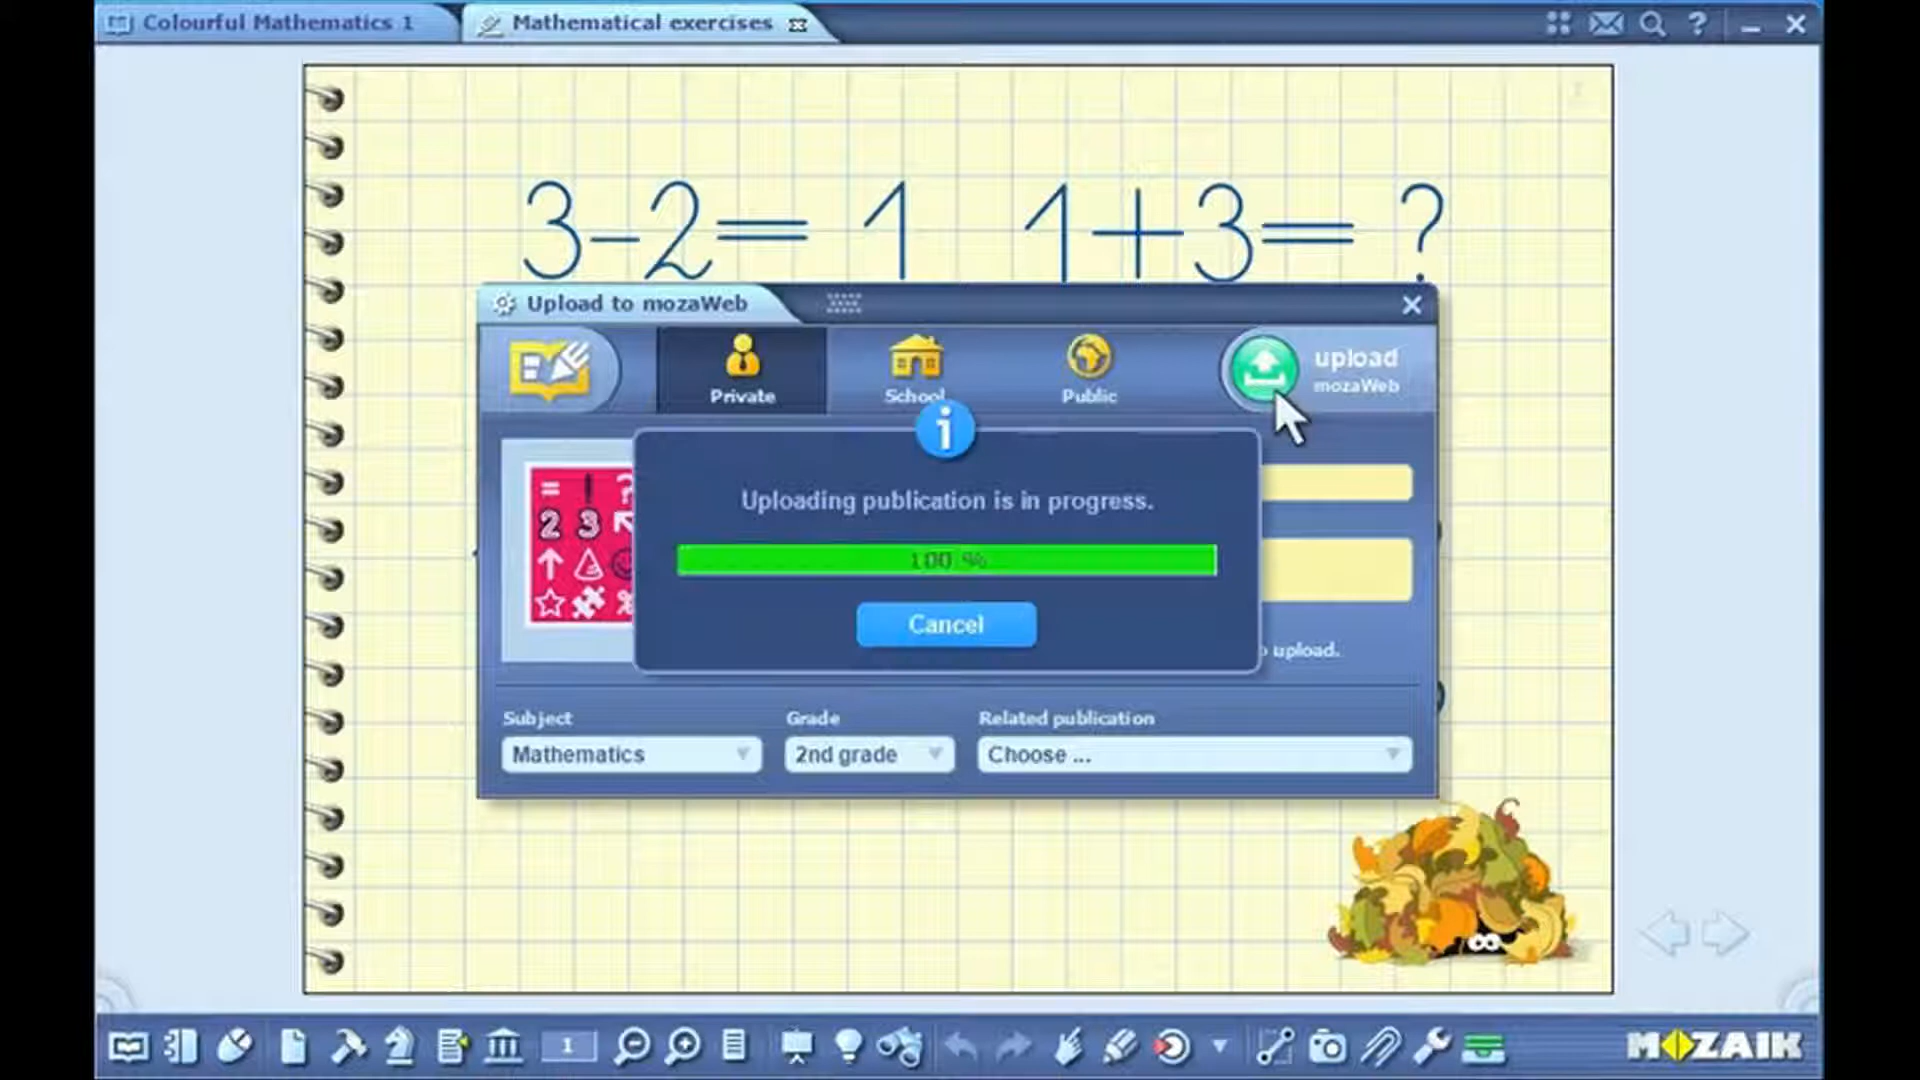 Colourful Mathematics 1
Mathematical exercises
3-2= 1 1+3= ?
Upload to mozaWeb
Private
School
Public
upload
mozaWeb
Uploading publication is in progress.
100 %
Cancel
upload.
Subject
Grade
Related publication
Mathematics
2nd grade
Choose ...
1
MOZAIK